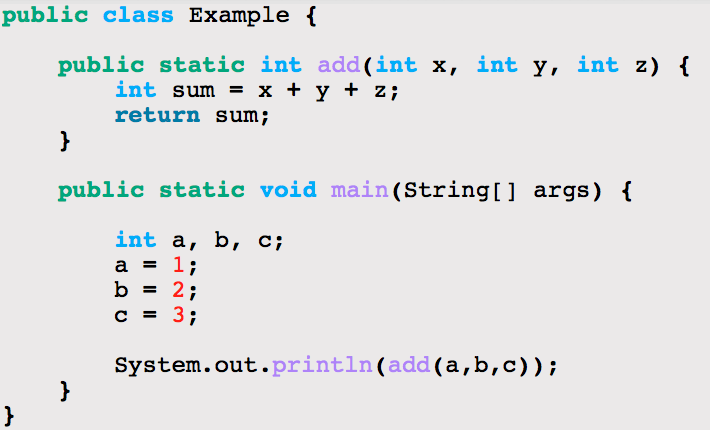 public class Example {
public static int add(int x, int y, int z) {
int sum = x + y + z;
return sum;
}
public static void main(String[] args) {
int a, b, c;
a = 1;
b = 2;
c = 3;
System.out.println(add(a,b,c));
}
}